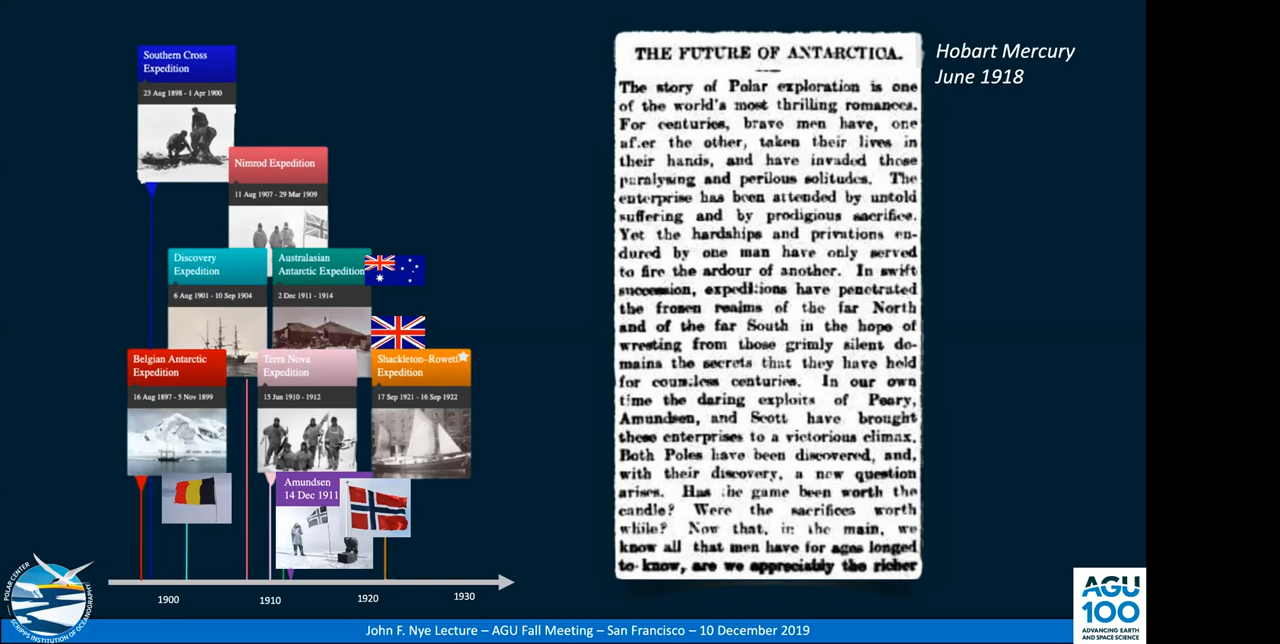 Southern Cross
Expedition
23 Aug 1898 - 1 Apr 1900
Nimrod Expedition
11 Aug 1907 - 29 Mar 1909
Discovery
Expedition
6 Aug 1901 - 10 Sep 1904
Australasian
Antarctic Expedition
2 Dec 1911 - 1914
Belgian Antarctic
Expedition
16 Aug 1897 - 5 Nov 1899
Terra Nova
Expedition
15 Jun 1910 - 1912
Shackleton–Rowett
Expedition
17 Sep 1921 - 16 Sep 1922
Amundsen
14 Dec 1911
1900
1910
1920
1930
THE FUTURE OF ANTARCTICA.
The story of Polar exploration is one
of the world's most thrilling romances.
For centuries, brave men have, one
after the other, taken their lives in
their hands, and have invaded those
paralysing and perilous solitudes. The
enterprise has been attended by untold
suffering and by prodigious sacrifice.
Yet the hardships and privations en-
dured by one man have only served
to fire the ardour of another. In swift
succession, expeditions have penetrated
the frozen realms of the far North
and of the far South in the hope of
wresting from those grimly silent do-
mains the secrets that they have held
for countless centuries. In our own
time the daring exploits of Peary,
Amundsen, and Scott have brought
these enterprises to a victorious climax.
Both Poles have been discovered, and,
with their discovery, a new question
arises. Has the game been worth the
candle? Were the sacrifices worth
while? Now that, in the main, we
know all that men have for ages longed
to know, are we appreciably the richer
Hobart Mercury
June 1918
POLAR CENTER
SCRIPPS INSTITUTION OF OCEANOGRAPHY
John F. Nye Lecture – AGU Fall Meeting – San Francisco – 10 December 2019
AGU
100
ADVANCING EARTH
AND SPACE SCIENCE